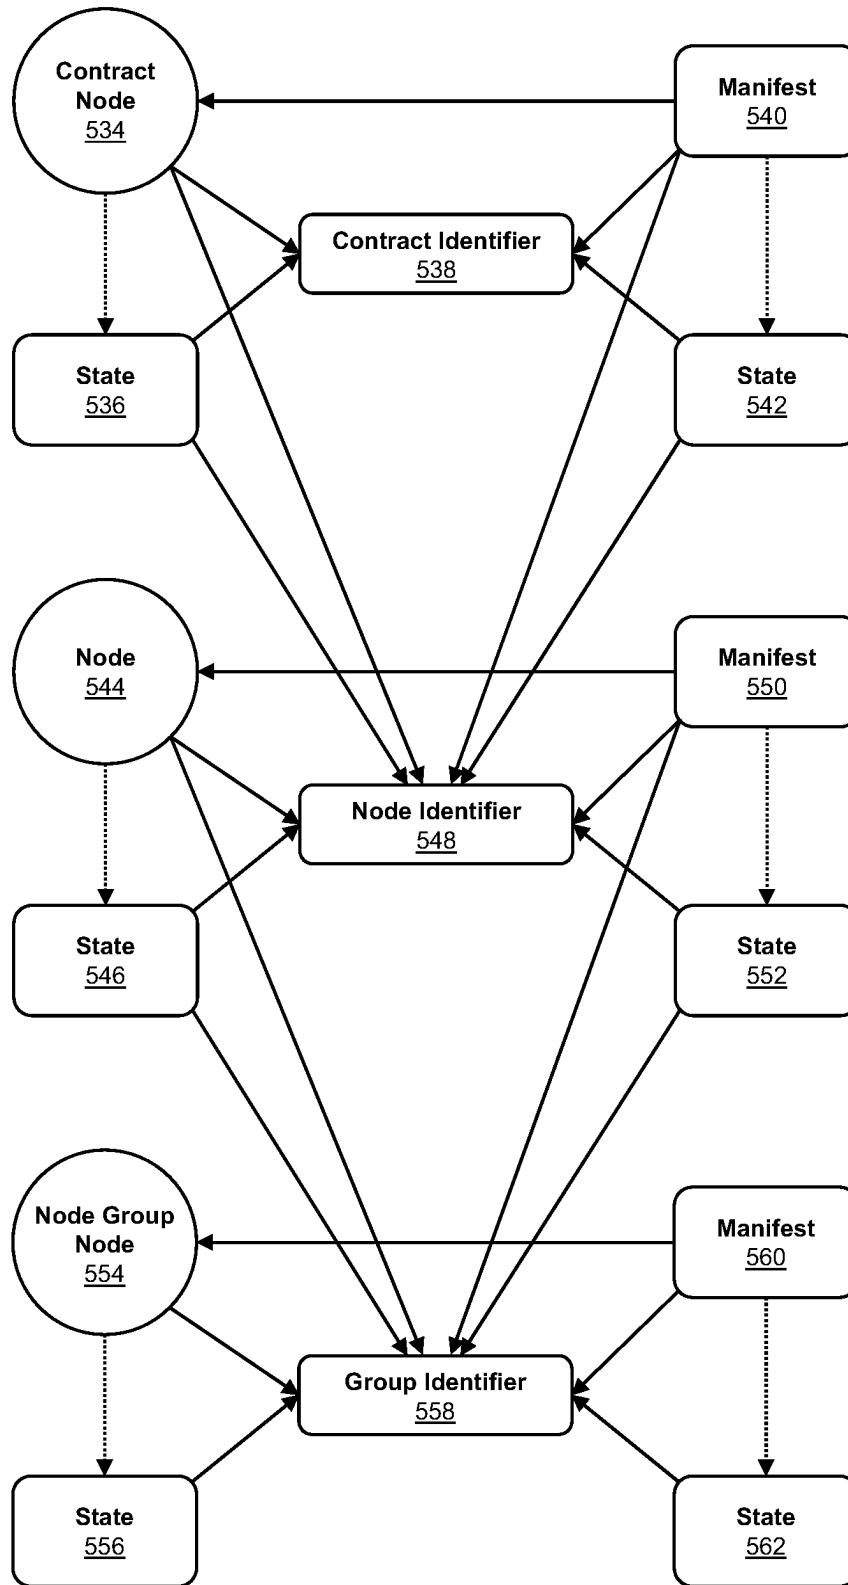 Contract
Node
534
Manifest
540
Contract Identifier
538
State
536
State
542
Node
544
Manifest
550
Node Identifier
548
State
546
State
552
Node Group
Node
554
Manifest
560
Group Identifier
558
State
556
State
562